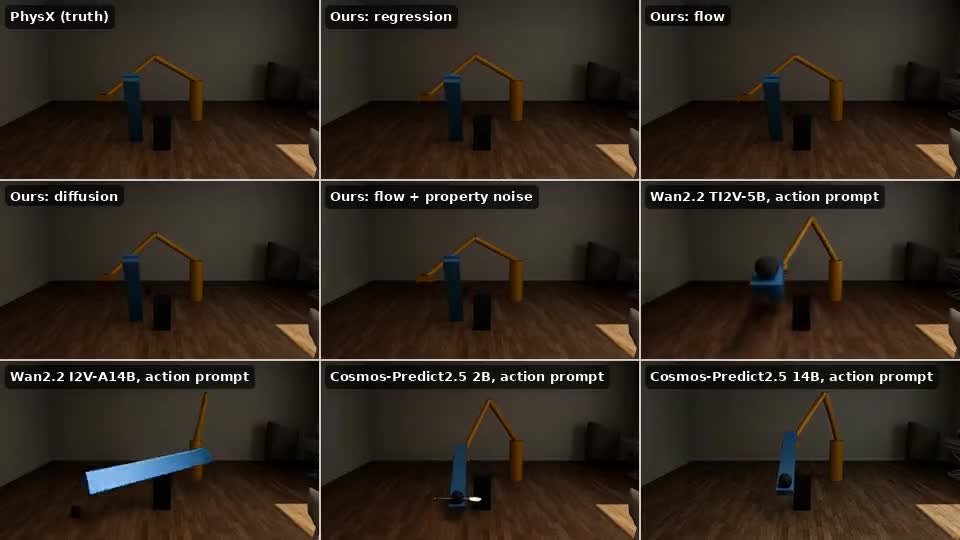 PhysX (truth)
Ours: regression
Ours: flow
Ours: diffusion
Ours: flow + property noise
Wan2.2 TI2V-5B, action prompt
Wan2.2 I2V-A14B, action prompt
Cosmos-Predict2.5 2B, action prompt
Cosmos-Predict2.5 14B, action prompt